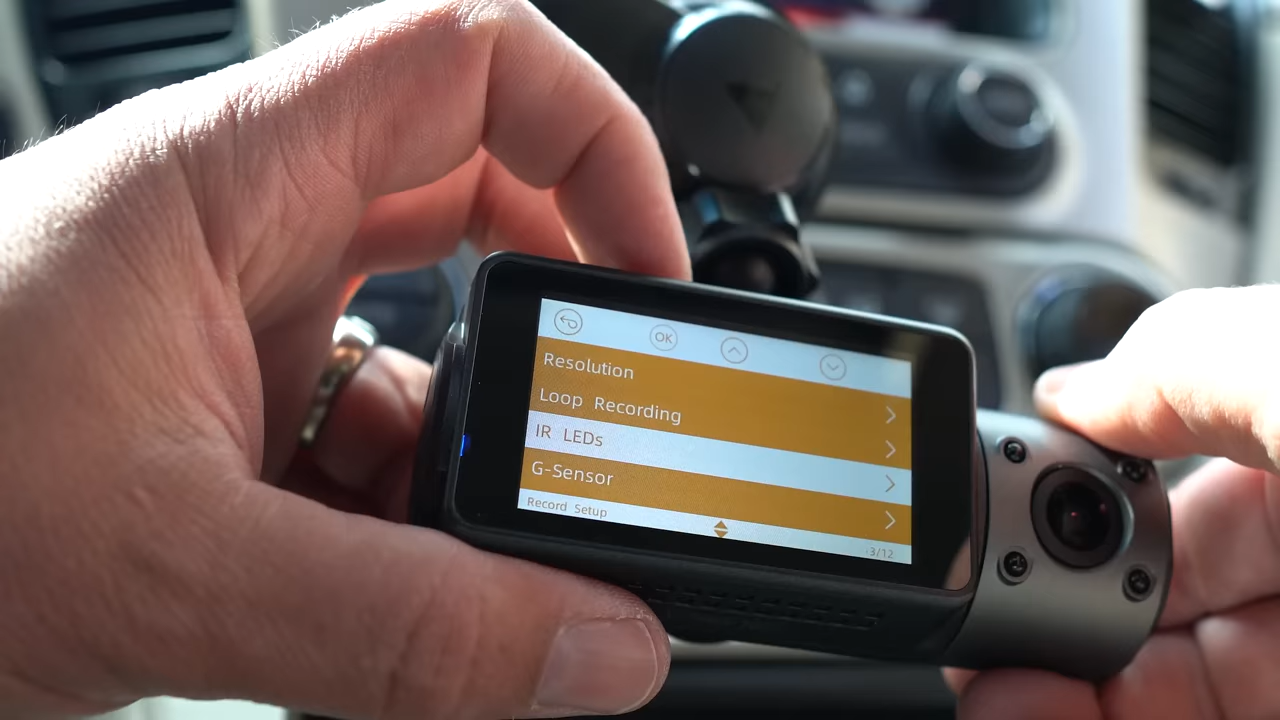 OK
Resolution
Loop Recording
IR LEDs
G-Sensor
Record Setup
3/12